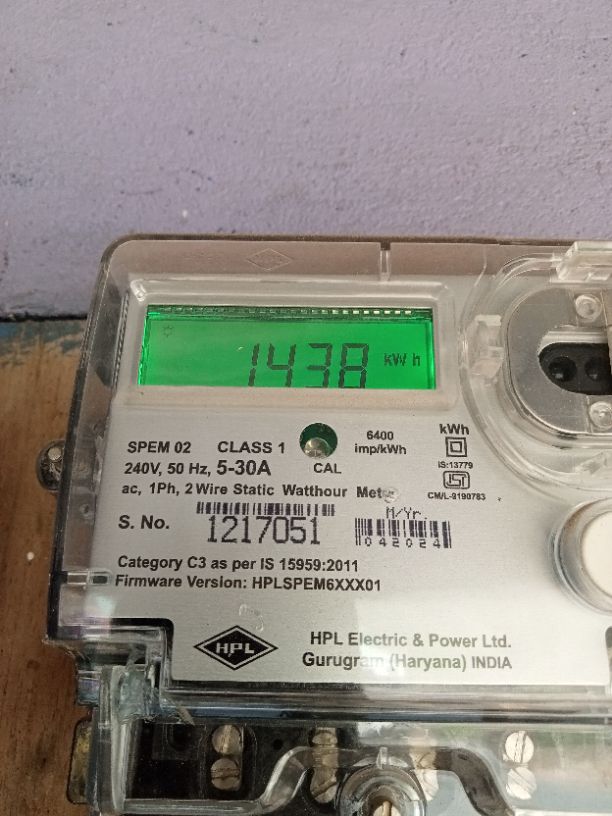 1438 kWh
SPEM 02 CLASS 1
6400 imp/kWh
kWh
240V, 50 Hz, 5-30A
CAL
IS:13779
ISI
CM/L-9190783
ac, 1Ph, 2 Wire Static Watthour Meter
S. No. 1217051
M/Yr.
042024
Category C3 as per IS 15959:2011
Firmware Version: HPLSPEM6XXX01
HPL
HPL Electric & Power Ltd.
Gurugram (Haryana) INDIA